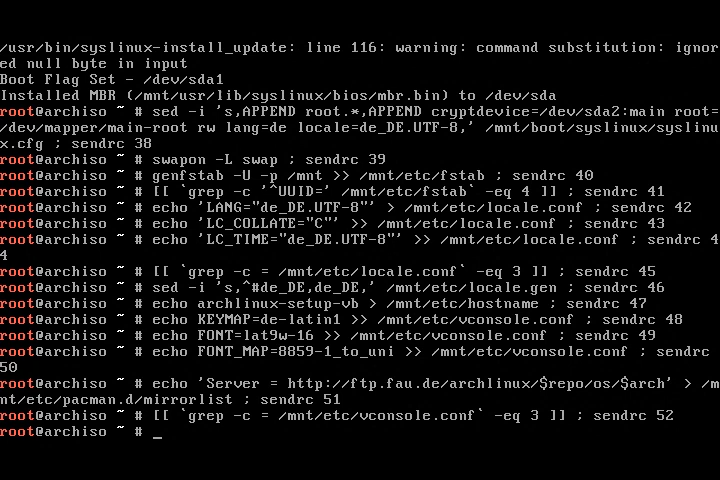 /usr/bin/syslinux-install_update: line 116: warning: command substitution: ignor
ed null byte in input
Boot Flag Set - /dev/sda1
Installed MBR (/mnt/usr/lib/syslinux/bios/mbr.bin) to /dev/sda
root@archiso ~ # sed -i 's,APPEND root.*,APPEND cryptdevice=/dev/sda2:main root=
/dev/mapper/main-root rw lang=de locale=de_DE.UTF-8,' /mnt/boot/syslinux/syslinu
x.cfg ; sendrc 38
root@archiso ~ # swapon -L swap ; sendrc 39
root@archiso ~ # genfstab -U -p /mnt >> /mnt/etc/fstab ; sendrc 40
root@archiso ~ # [[ `grep -c '^UUID=' /mnt/etc/fstab` -eq 4 ]] ; sendrc 41
root@archiso ~ # echo 'LANG="de_DE.UTF-8"' > /mnt/etc/locale.conf ; sendrc 42
root@archiso ~ # echo 'LC_COLLATE="C"' >> /mnt/etc/locale.conf ; sendrc 43
root@archiso ~ # echo 'LC_TIME="de_DE.UTF-8"' >> /mnt/etc/locale.conf ; sendrc 4
4
root@archiso ~ # [[ `grep -c = /mnt/etc/locale.conf` -eq 3 ]] ; sendrc 45
root@archiso ~ # sed -i 's,^#de_DE,de_DE,' /mnt/etc/locale.gen ; sendrc 46
root@archiso ~ # echo archlinux-setup-vb > /mnt/etc/hostname ; sendrc 47
root@archiso ~ # echo KEYMAP=de-latin1 >> /mnt/etc/vconsole.conf ; sendrc 48
root@archiso ~ # echo FONT=lat9w-16 >> /mnt/etc/vconsole.conf ; sendrc 49
root@archiso ~ # echo FONT_MAP=8859-1_to_uni >> /mnt/etc/vconsole.conf ; sendrc 
50
root@archiso ~ # echo 'Server = http://ftp.fau.de/archlinux/$repo/os/$arch' > /m
nt/etc/pacman.d/mirrorlist ; sendrc 51
root@archiso ~ # [[ `grep -c = /mnt/etc/vconsole.conf` -eq 3 ]] ; sendrc 52
root@archiso ~ # _